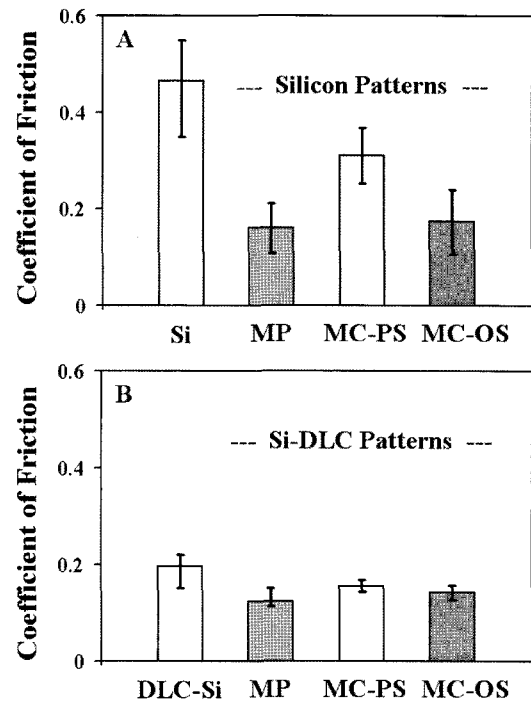 0.6
A
--- Silicon Patterns ---
0.4
0.2
0
Coefficient of Friction
Si MP MC-PS MC-OS
0.6
B
--- Si-DLC Patterns ---
0.4
0.2
0
Coefficient of Friction
DLC-Si MP MC-PS MC-OS